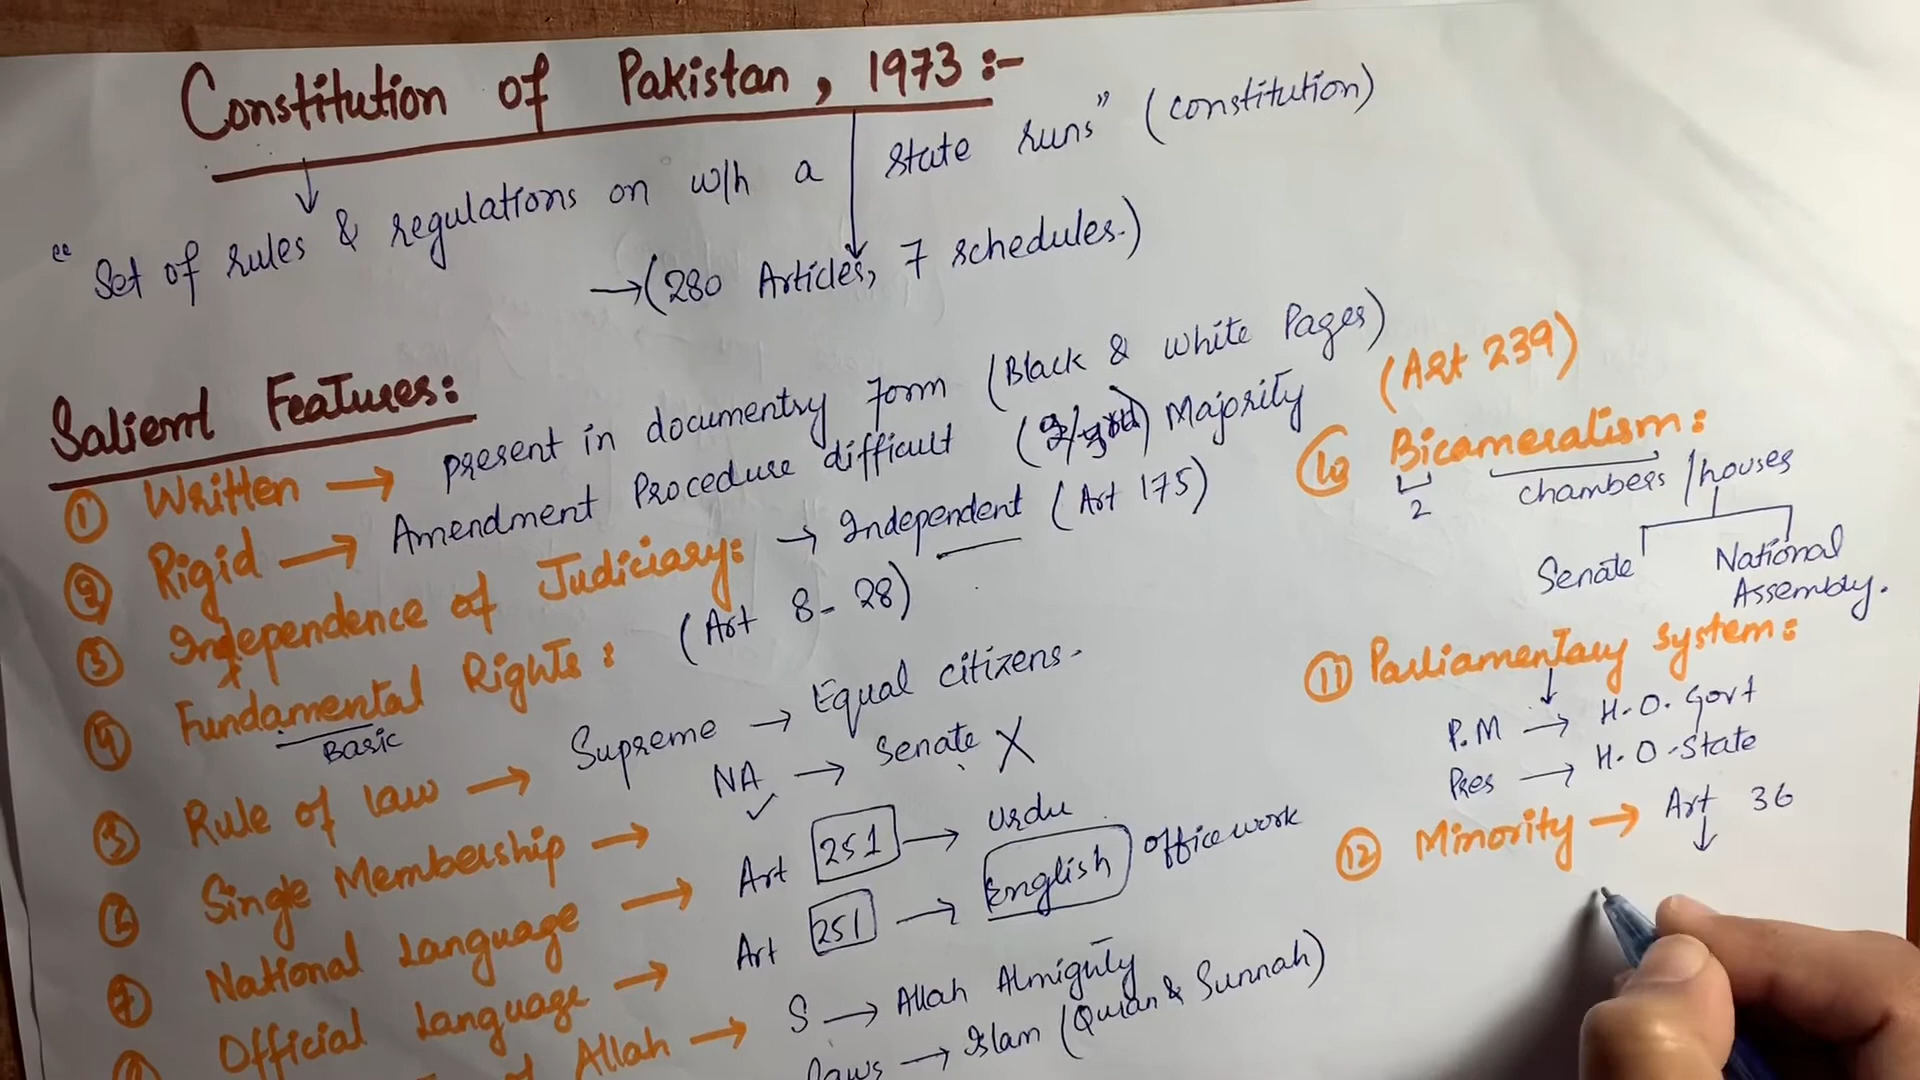 Constitution of Pakistan, 1973 :-
"Set of rules & regulations on w/h a state runs" (constitution)
→ (280 Articles, 7 schedules.)
Salient Features:
① Written → present in documentry form (Black & white Pages)
② Rigid → Amendment Procedure difficult (2/3rd) Majority (Art 239)
③ Independence of Judiciary: → Independent (Art 175)
④ Fundamental Rights: (Art 8-28)
Basic
⑤ Rule of law → Supreme → Equal citizens.
⑥ Single Membership → NA → Senate X
✓
⑦ National Language → Art 251 → Urdu
Official Language → Art 251 → English office work
of Allah → S → Allah Almighty
Laws → Islam (Quran & Sunnah)
⑩ Bicameralism:
2 chambers / houses
Senate National Assembly.
⑪ Parliamentary System:
P.M → H.O. Govt
Pres → H.O. State
⑫ Minority → Art 36